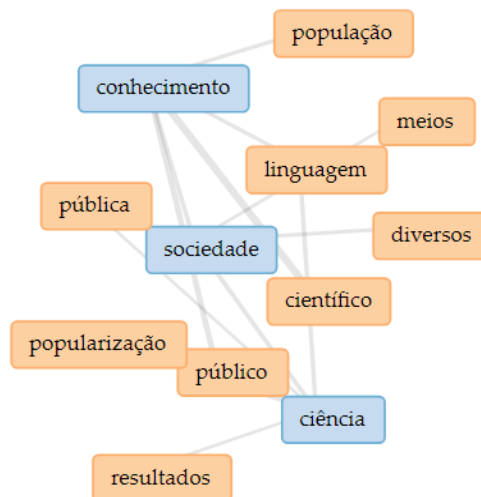 população
conhecimento
meios
linguagem
pública
diversos
sociedade
científico
popularização
público
ciência
resultados